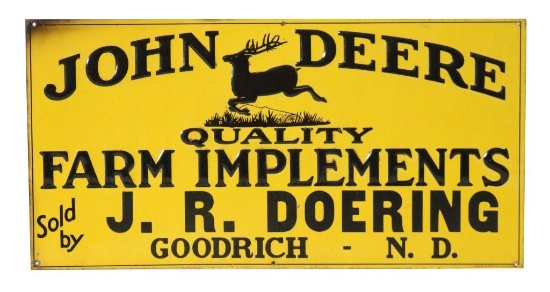 JOHN DEERE
QUALITY
FARM IMPLEMENTS
Sold by J. R. DOERING
GOODRICH - N. D.